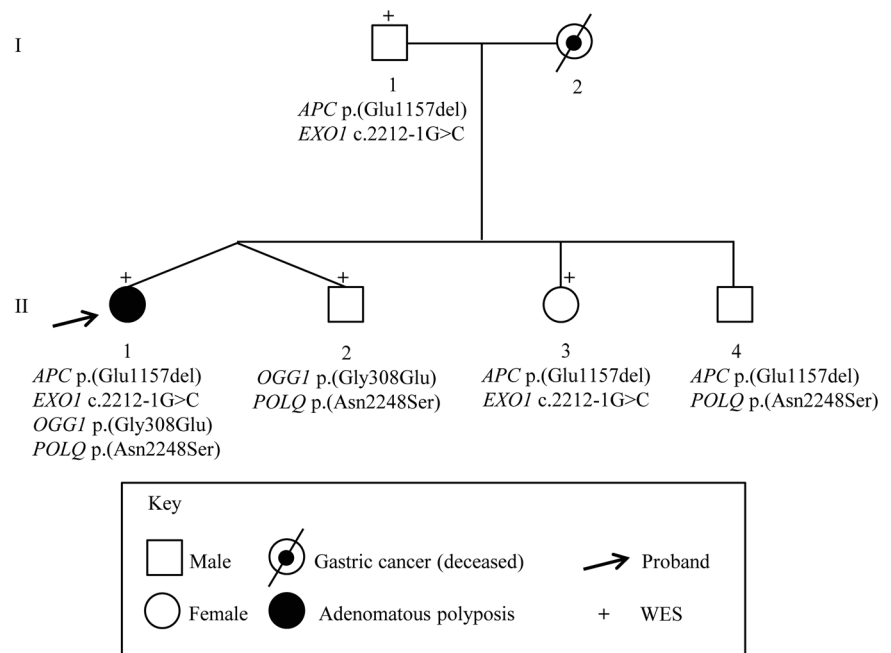 +
I
1
2
APC p.(Glu1157del)
EXO1 c.2212-1G>C
+
+
+
II
1
2
3
4
APC p.(Glu1157del)
EXO1 c.2212-1G>C
OGG1 p.(Gly308Glu)
POLQ p.(Asn2248Ser)
OGG1 p.(Gly308Glu)
POLQ p.(Asn2248Ser)
APC p.(Glu1157del)
EXO1 c.2212-1G>C
APC p.(Glu1157del)
POLQ p.(Asn2248Ser)
Key
Male
Gastric cancer (deceased)
Proband
Female
Adenomatous polyposis
+ WES